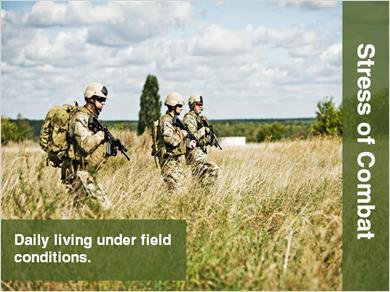 Stress of Combat
Daily living under field
conditions.